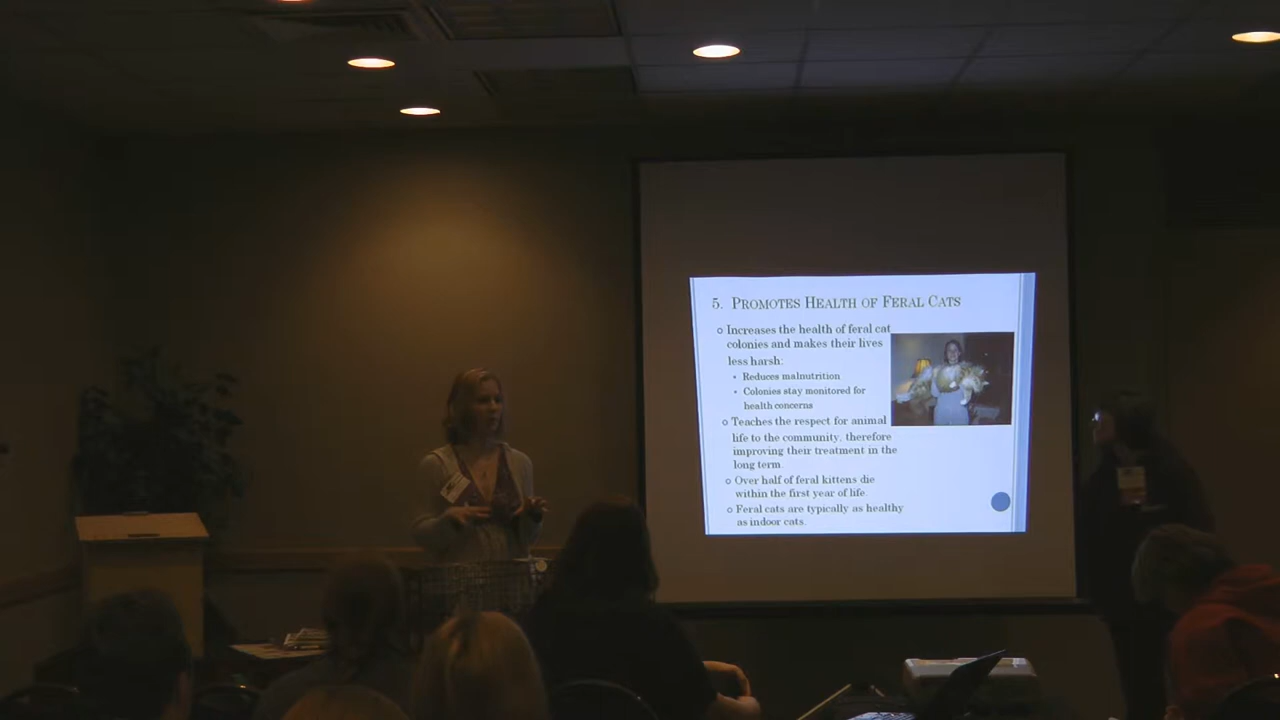 5. Promotes Health of Feral Cats
Increases the health of feral cat
colonies and makes their lives
less harsh:
Reduces malnutrition
Colonies stay monitored for
health concerns
Teaches the respect for animal
life to the community, therefore
improving their treatment in the
long term.
Over half of feral kittens die
within the first year of life.
Feral cats are typically as healthy
as indoor cats.